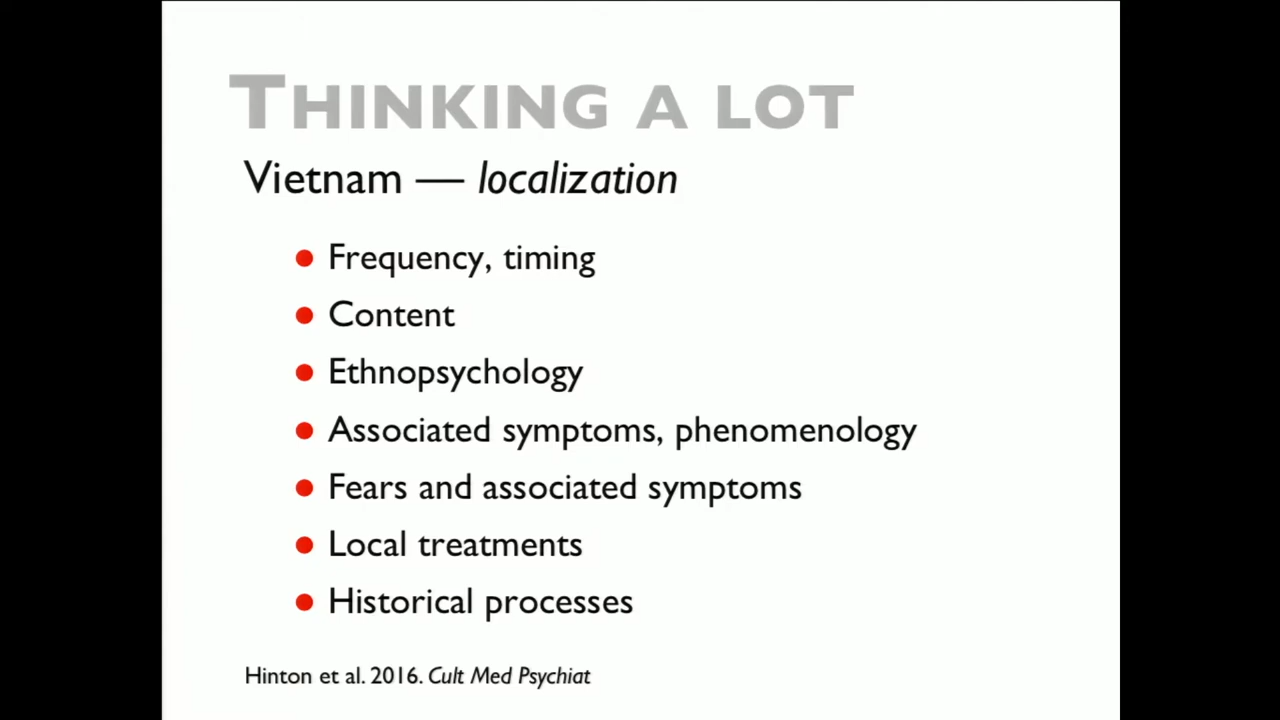 THINKING A LOT
Vietnam — localization
Frequency, timing
Content
Ethnopsychology
Associated symptoms, phenomenology
Fears and associated symptoms
Local treatments
Historical processes
Hinton et al. 2016. Cult Med Psychiat